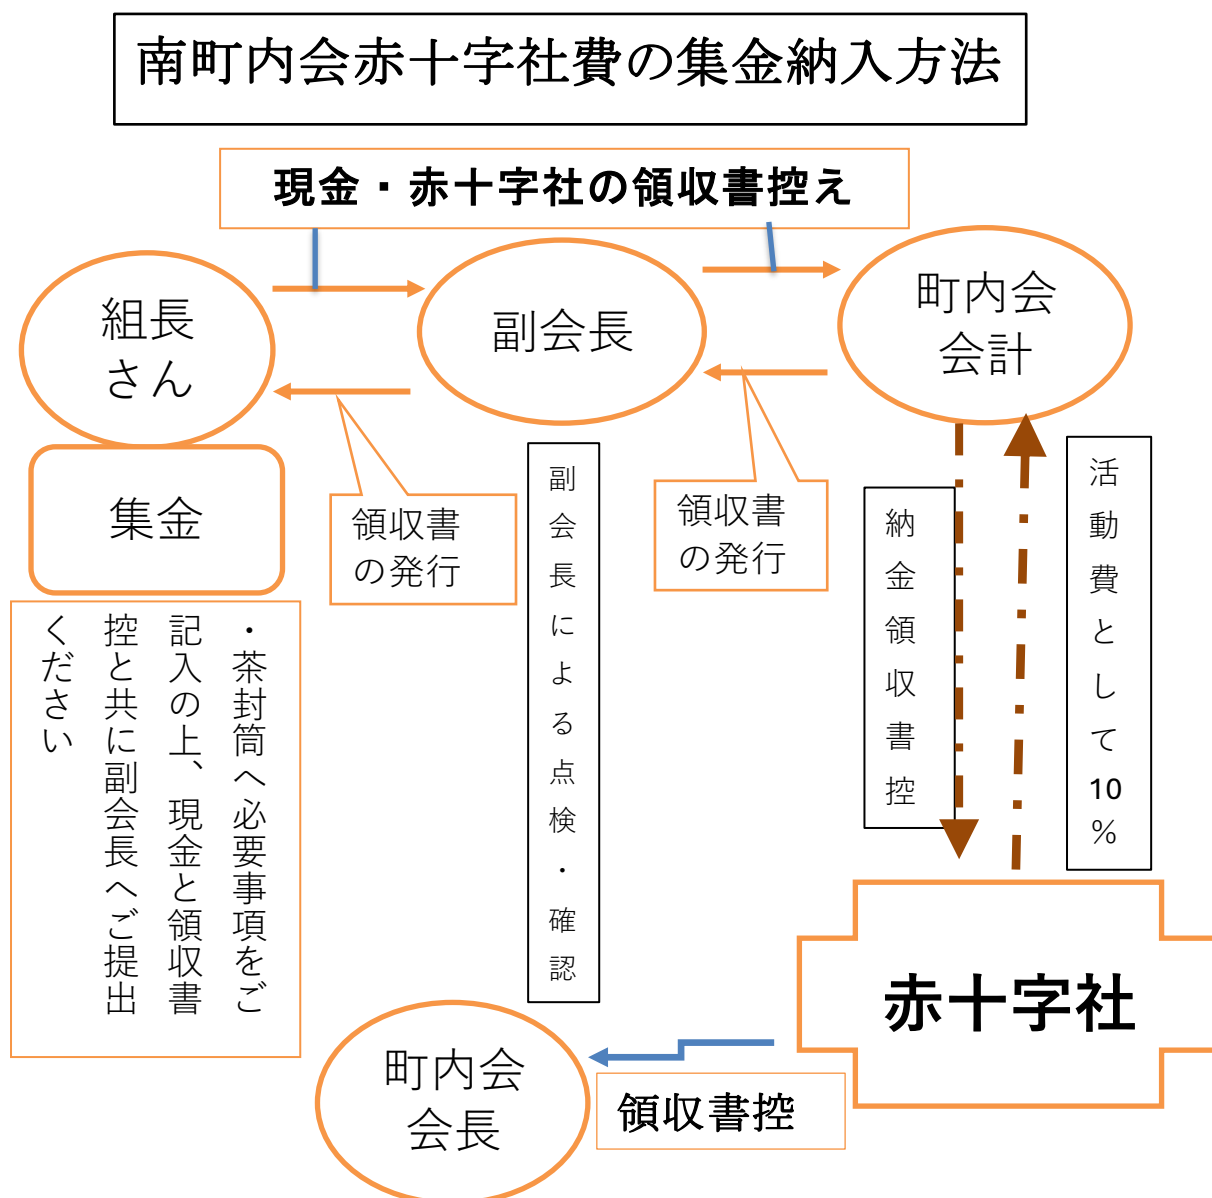 南町内会赤十字社費の集金納入方法
現金・赤十字社の領収書控え
組長
さん
副会長
町内会
会計
集金
領収書
の発行
副会長による点検・確認
領収書
の発行
納金領収書控
活動費として10%
・茶封筒へ必要事項をご
記入の上、現金と領収書
控と共に副会長へご提出
ください
赤十字社
町内会
会長
領収書控